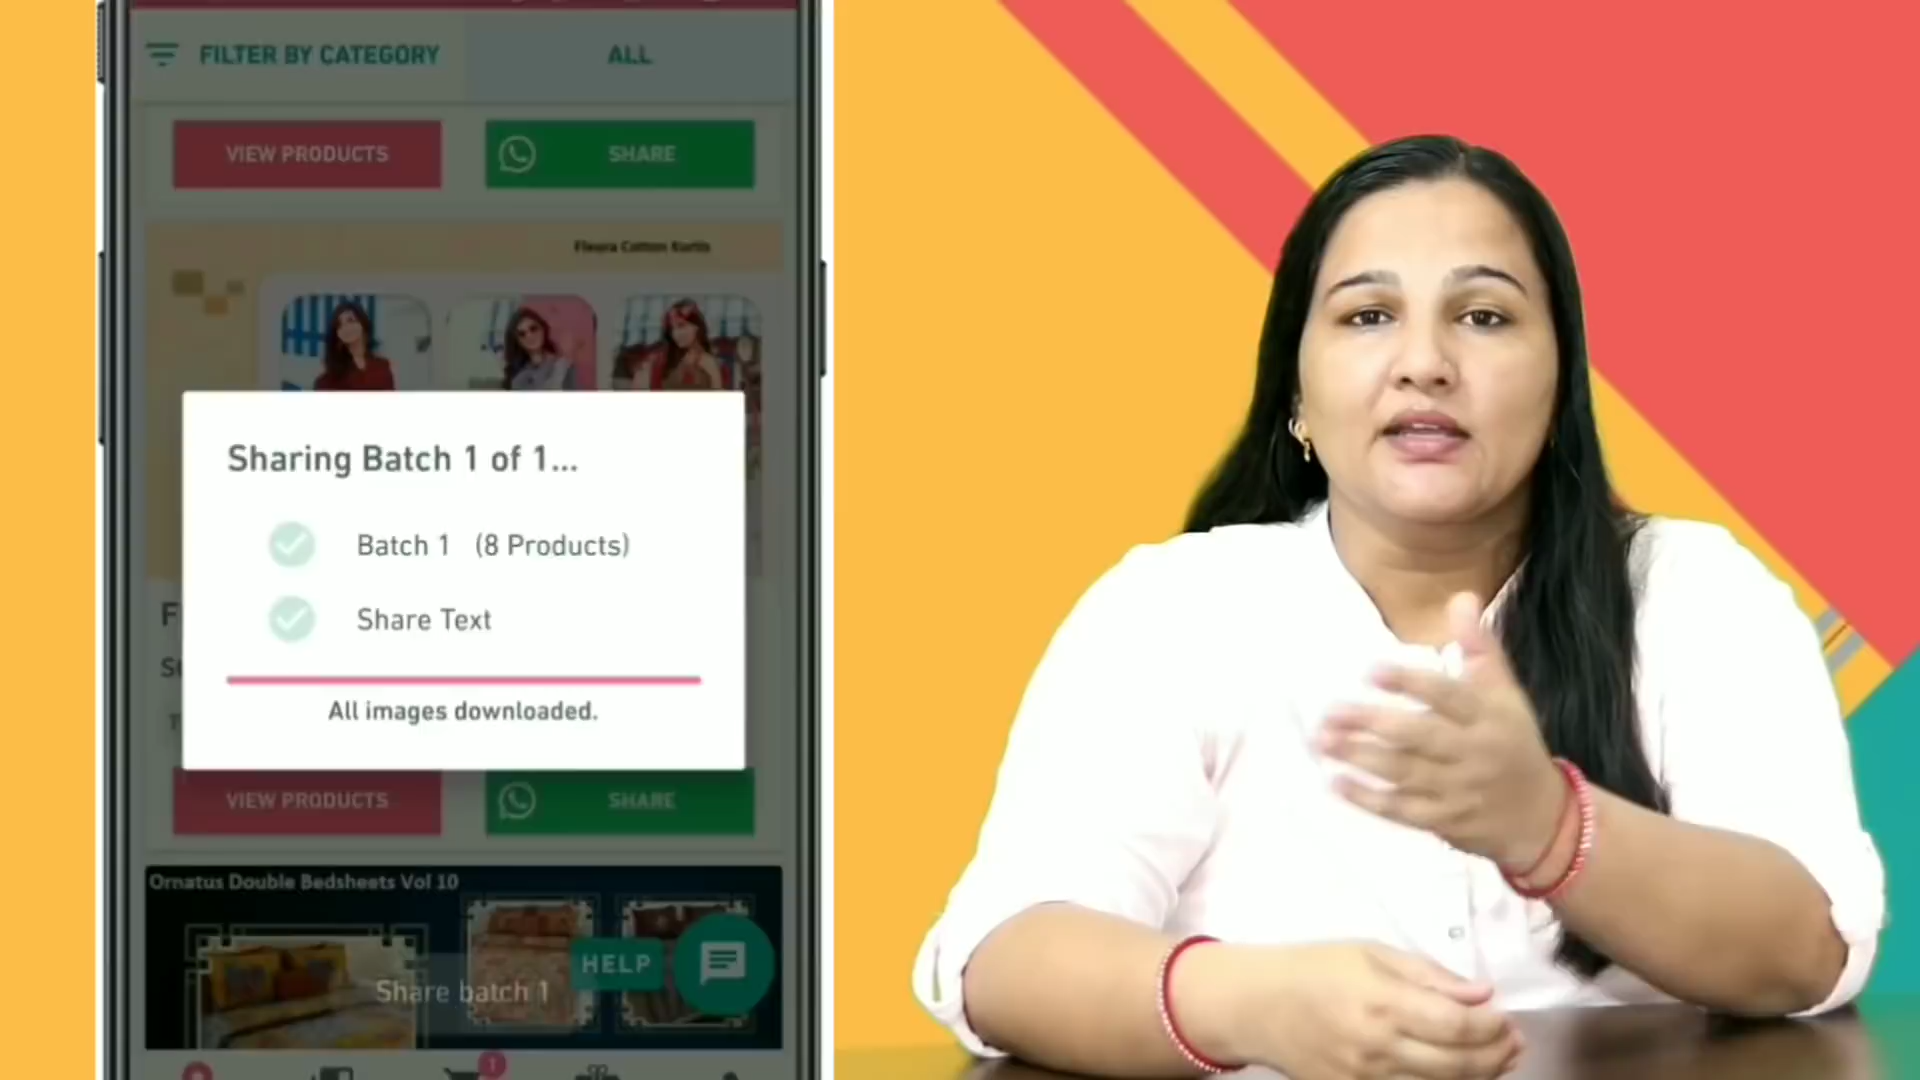 FILTER BY CATEGORY
ALL
VIEW PRODUCTS
SHARE
Fleura Cotton Kurtis
Sharing Batch 1 of 1...
Batch 1 (8 Products)
Share Text
All images downloaded.
F
VIEW PRODUCTS
SHARE
Ornatus Double Bedsheets Vol 10
HELP
Share batch 1
1